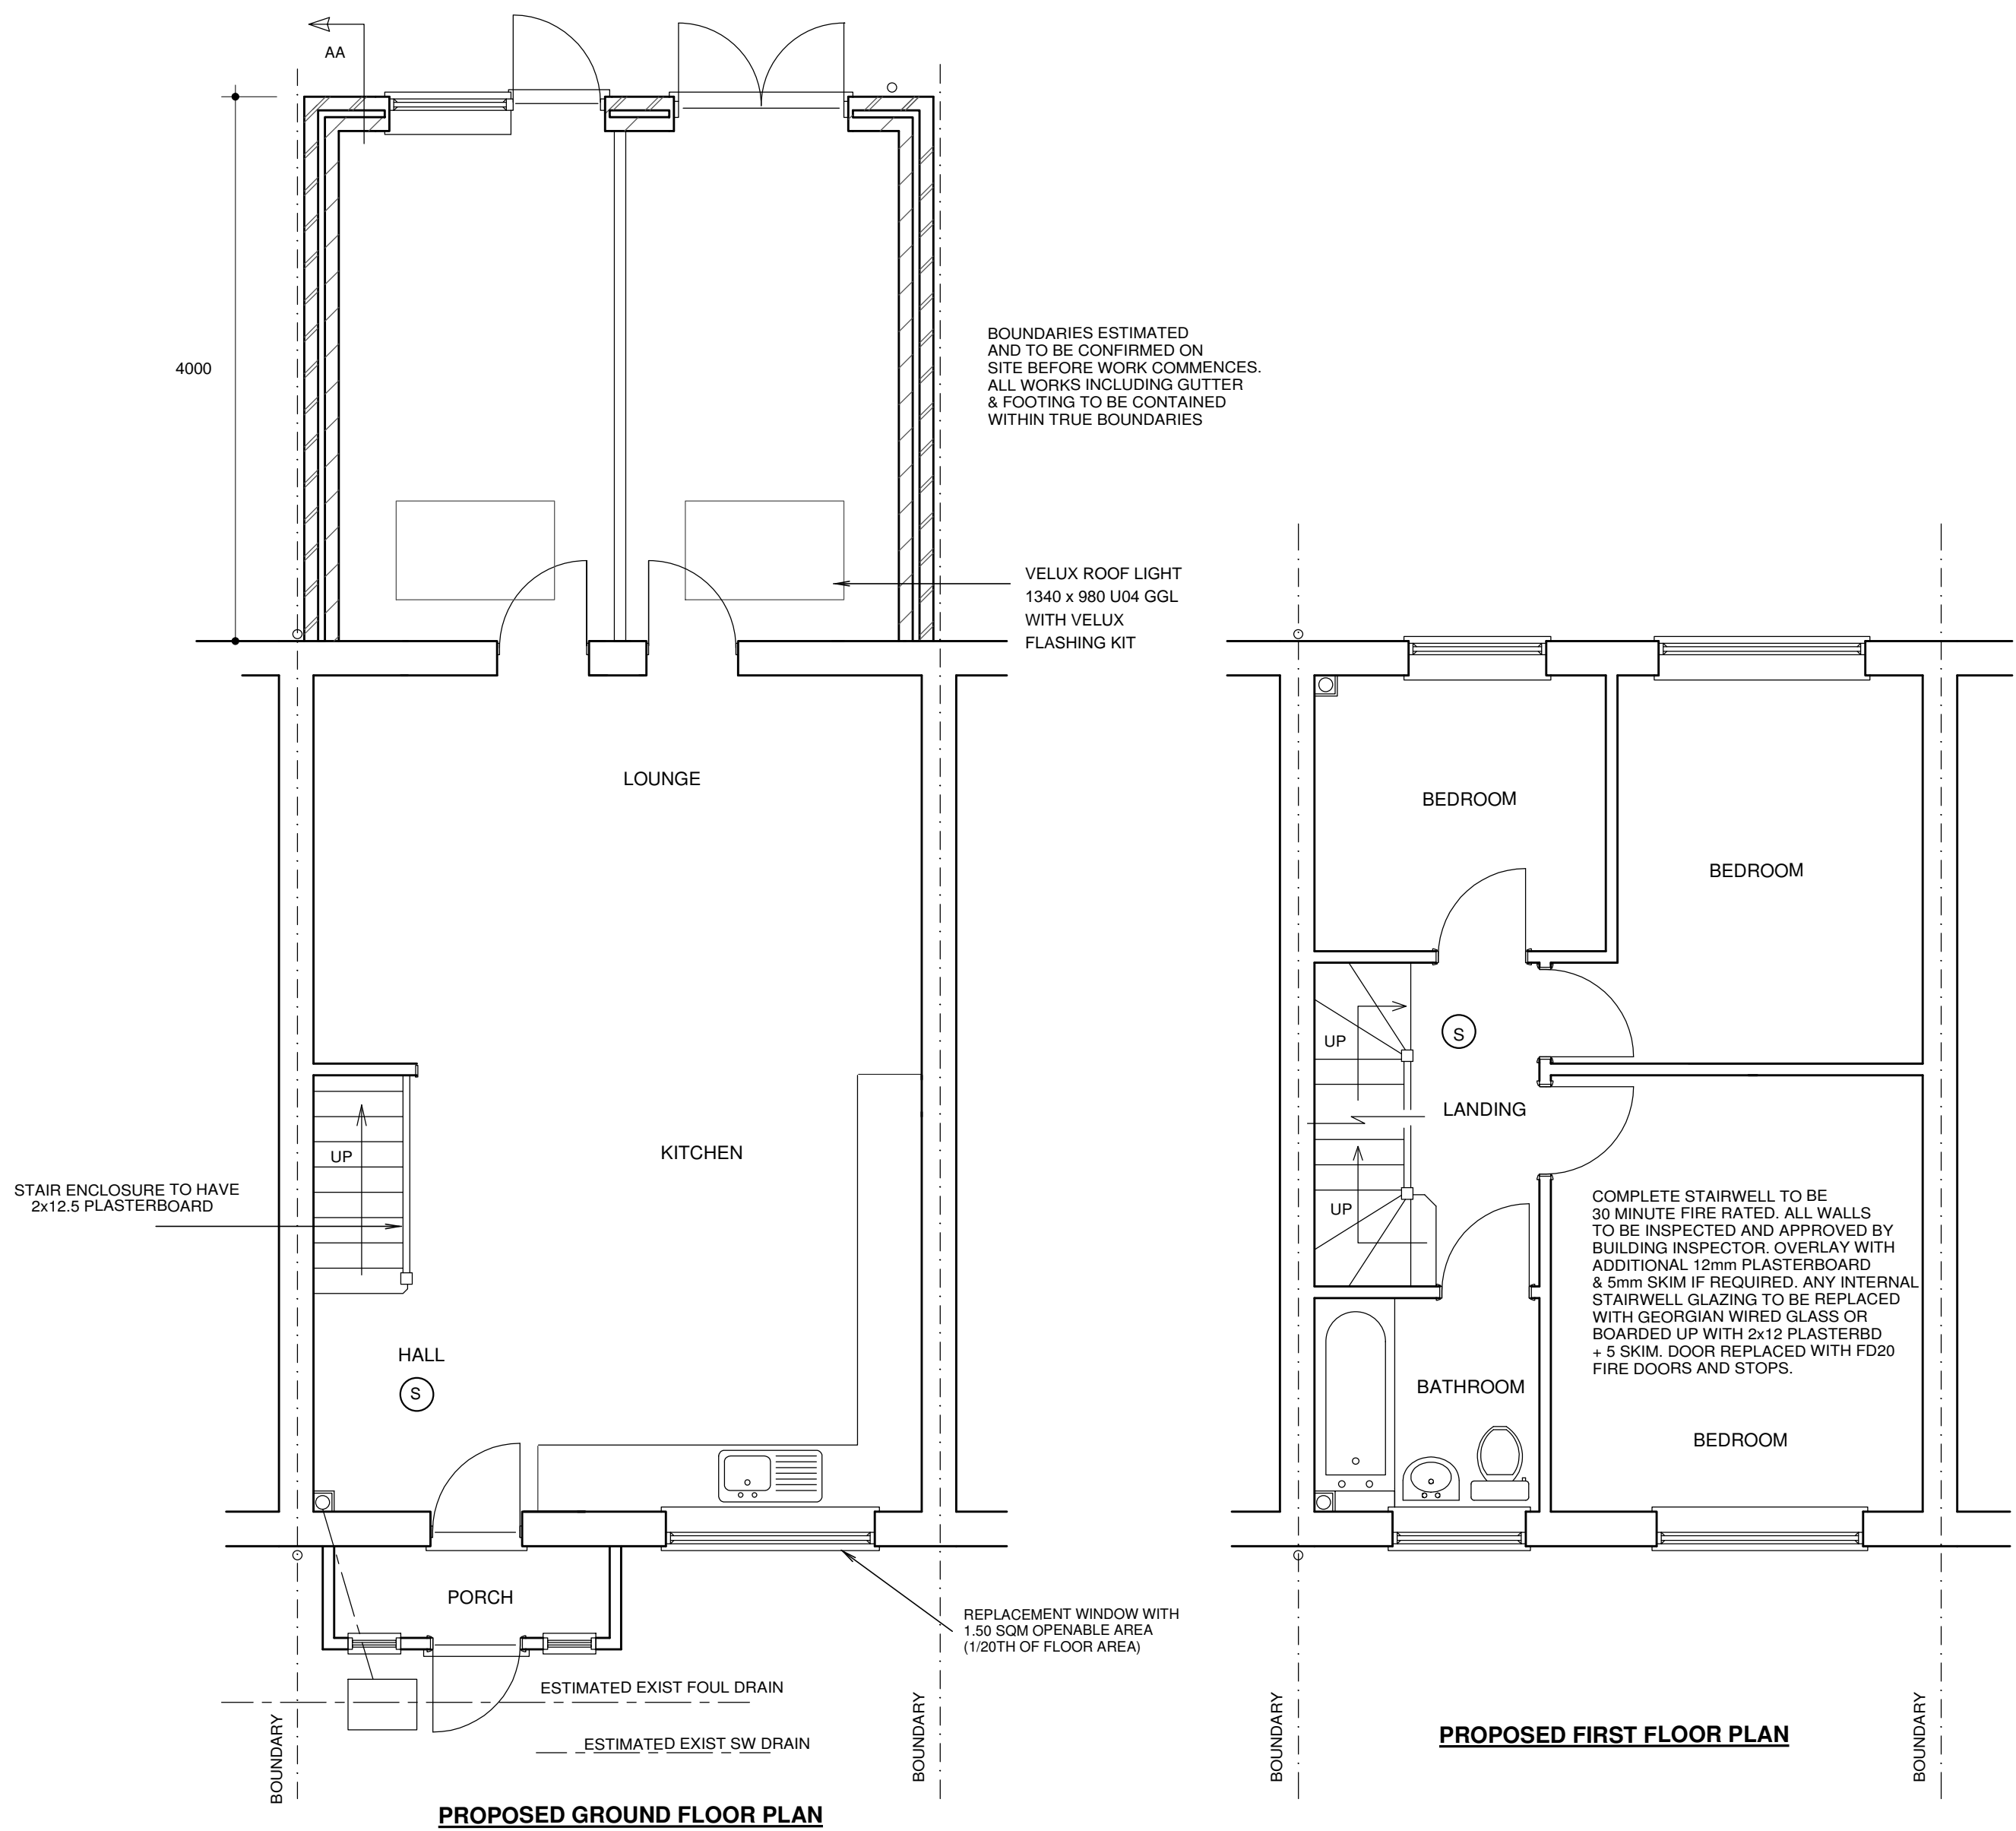 AA
4000
BOUNDARIES ESTIMATED
AND TO BE CONFIRMED ON
SITE BEFORE WORK COMMENCES.
ALL WORKS INCLUDING GUTTER
& FOOTING TO BE CONTAINED
WITHIN TRUE BOUNDARIES
VELUX ROOF LIGHT
1340 x 980 U04 GGL
WITH VELUX
FLASHING KIT
LOUNGE
KITCHEN
UP
STAIR ENCLOSURE TO HAVE
2x12.5 PLASTERBOARD
HALL
S
PORCH
REPLACEMENT WINDOW WITH
1.50 SQM OPENABLE AREA
(1/20TH OF FLOOR AREA)
ESTIMATED EXIST FOUL DRAIN
ESTIMATED EXIST SW DRAIN
BOUNDARY
BOUNDARY
PROPOSED GROUND FLOOR PLAN
BEDROOM
BEDROOM
UP
S
LANDING
UP
COMPLETE STAIRWELL TO BE
30 MINUTE FIRE RATED. ALL WALLS
TO BE INSPECTED AND APPROVED BY
BUILDING INSPECTOR. OVERLAY WITH
ADDITIONAL 12mm PLASTERBOARD
& 5mm SKIM IF REQUIRED. ANY INTERNAL
STAIRWELL GLAZING TO BE REPLACED
WITH GEORGIAN WIRED GLASS OR
BOARDED UP WITH 2x12 PLASTERBD
+ 5 SKIM. DOOR REPLACED WITH FD20
FIRE DOORS AND STOPS.
BATHROOM
BEDROOM
BOUNDARY
BOUNDARY
PROPOSED FIRST FLOOR PLAN